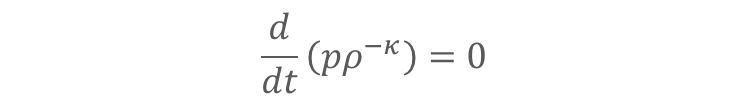 d/dt (pρ^{-κ}) = 0